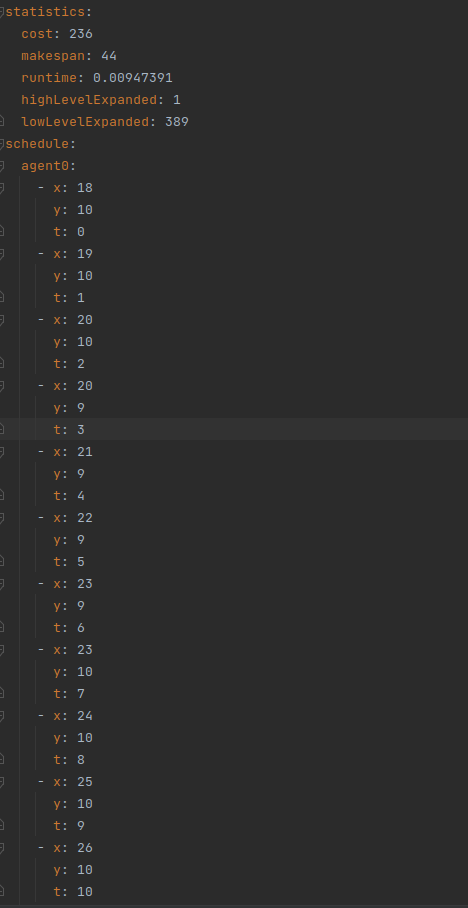 statistics:
  cost: 236
  makespan: 44
  runtime: 0.00947391
  highLevelExpanded: 1
  lowLevelExpanded: 389
schedule:
  agent0:
    - x: 18
      y: 10
      t: 0
    - x: 19
      y: 10
      t: 1
    - x: 20
      y: 10
      t: 2
    - x: 20
      y: 9
      t: 3
    - x: 21
      y: 9
      t: 4
    - x: 22
      y: 9
      t: 5
    - x: 23
      y: 9
      t: 6
    - x: 23
      y: 10
      t: 7
    - x: 24
      y: 10
      t: 8
    - x: 25
      y: 10
      t: 9
    - x: 26
      y: 10
      t: 10